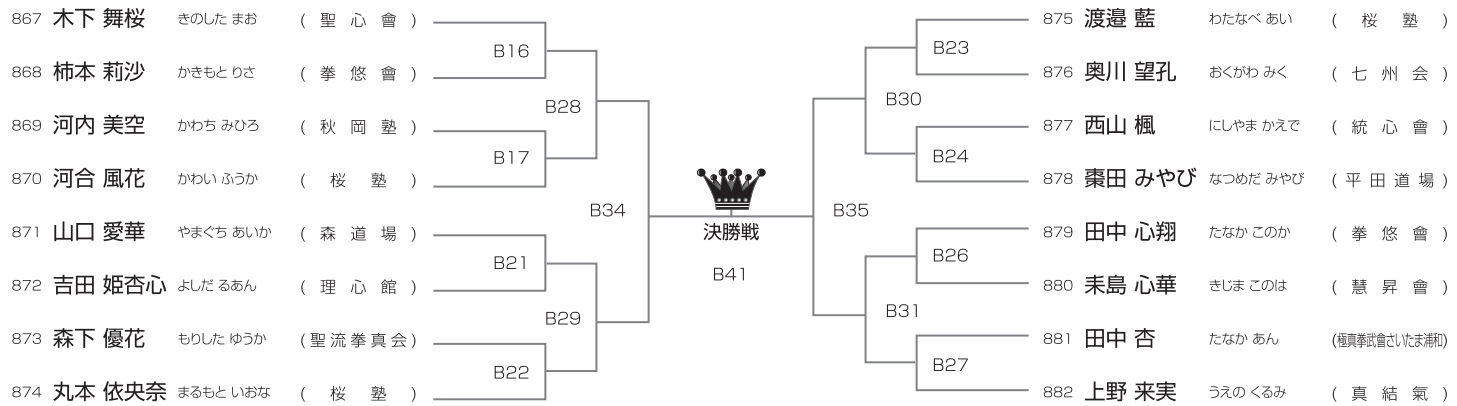 867 木下 舞桜 きのした まお ( 聖 心 會 )
B16
868 柿本 莉沙 かきもと りさ ( 拳 悠 會 )
B28
869 河内 美空 かわち みひろ ( 秋 岡 塾 )
B17
870 河合 風花 かわい ふうか ( 桜 塾 )
B34
871 山口 愛華 やまぐち あいか ( 森 道 場 )
B21
872 吉田 姫杏心 よしだ るあん ( 理 心 館 )
B29
873 森下 優花 もりした ゆうか (聖流拳真会)
B22
874 丸本 依央奈 まるもと いおな ( 桜 塾 )
決勝戦
B41
875 渡邉 藍 わたなべ あい ( 桜 塾 )
B23
876 奥川 望孔 おくがわ みく ( 七 州 会 )
B30
877 西山 楓 にしやま かえで ( 統 心 會 )
B24
878 棗田 みやび なつめだ みやび ( 平 田 道 場 )
B35
879 田中 心翔 たなか このか ( 拳 悠 會 )
B26
880 耒島 心華 きじま このは ( 慧 昇 會 )
B31
881 田中 杏 たなか あん (極真拳武會さいたま浦和)
B27
882 上野 来実 うえの くるみ ( 真 結 氣 )